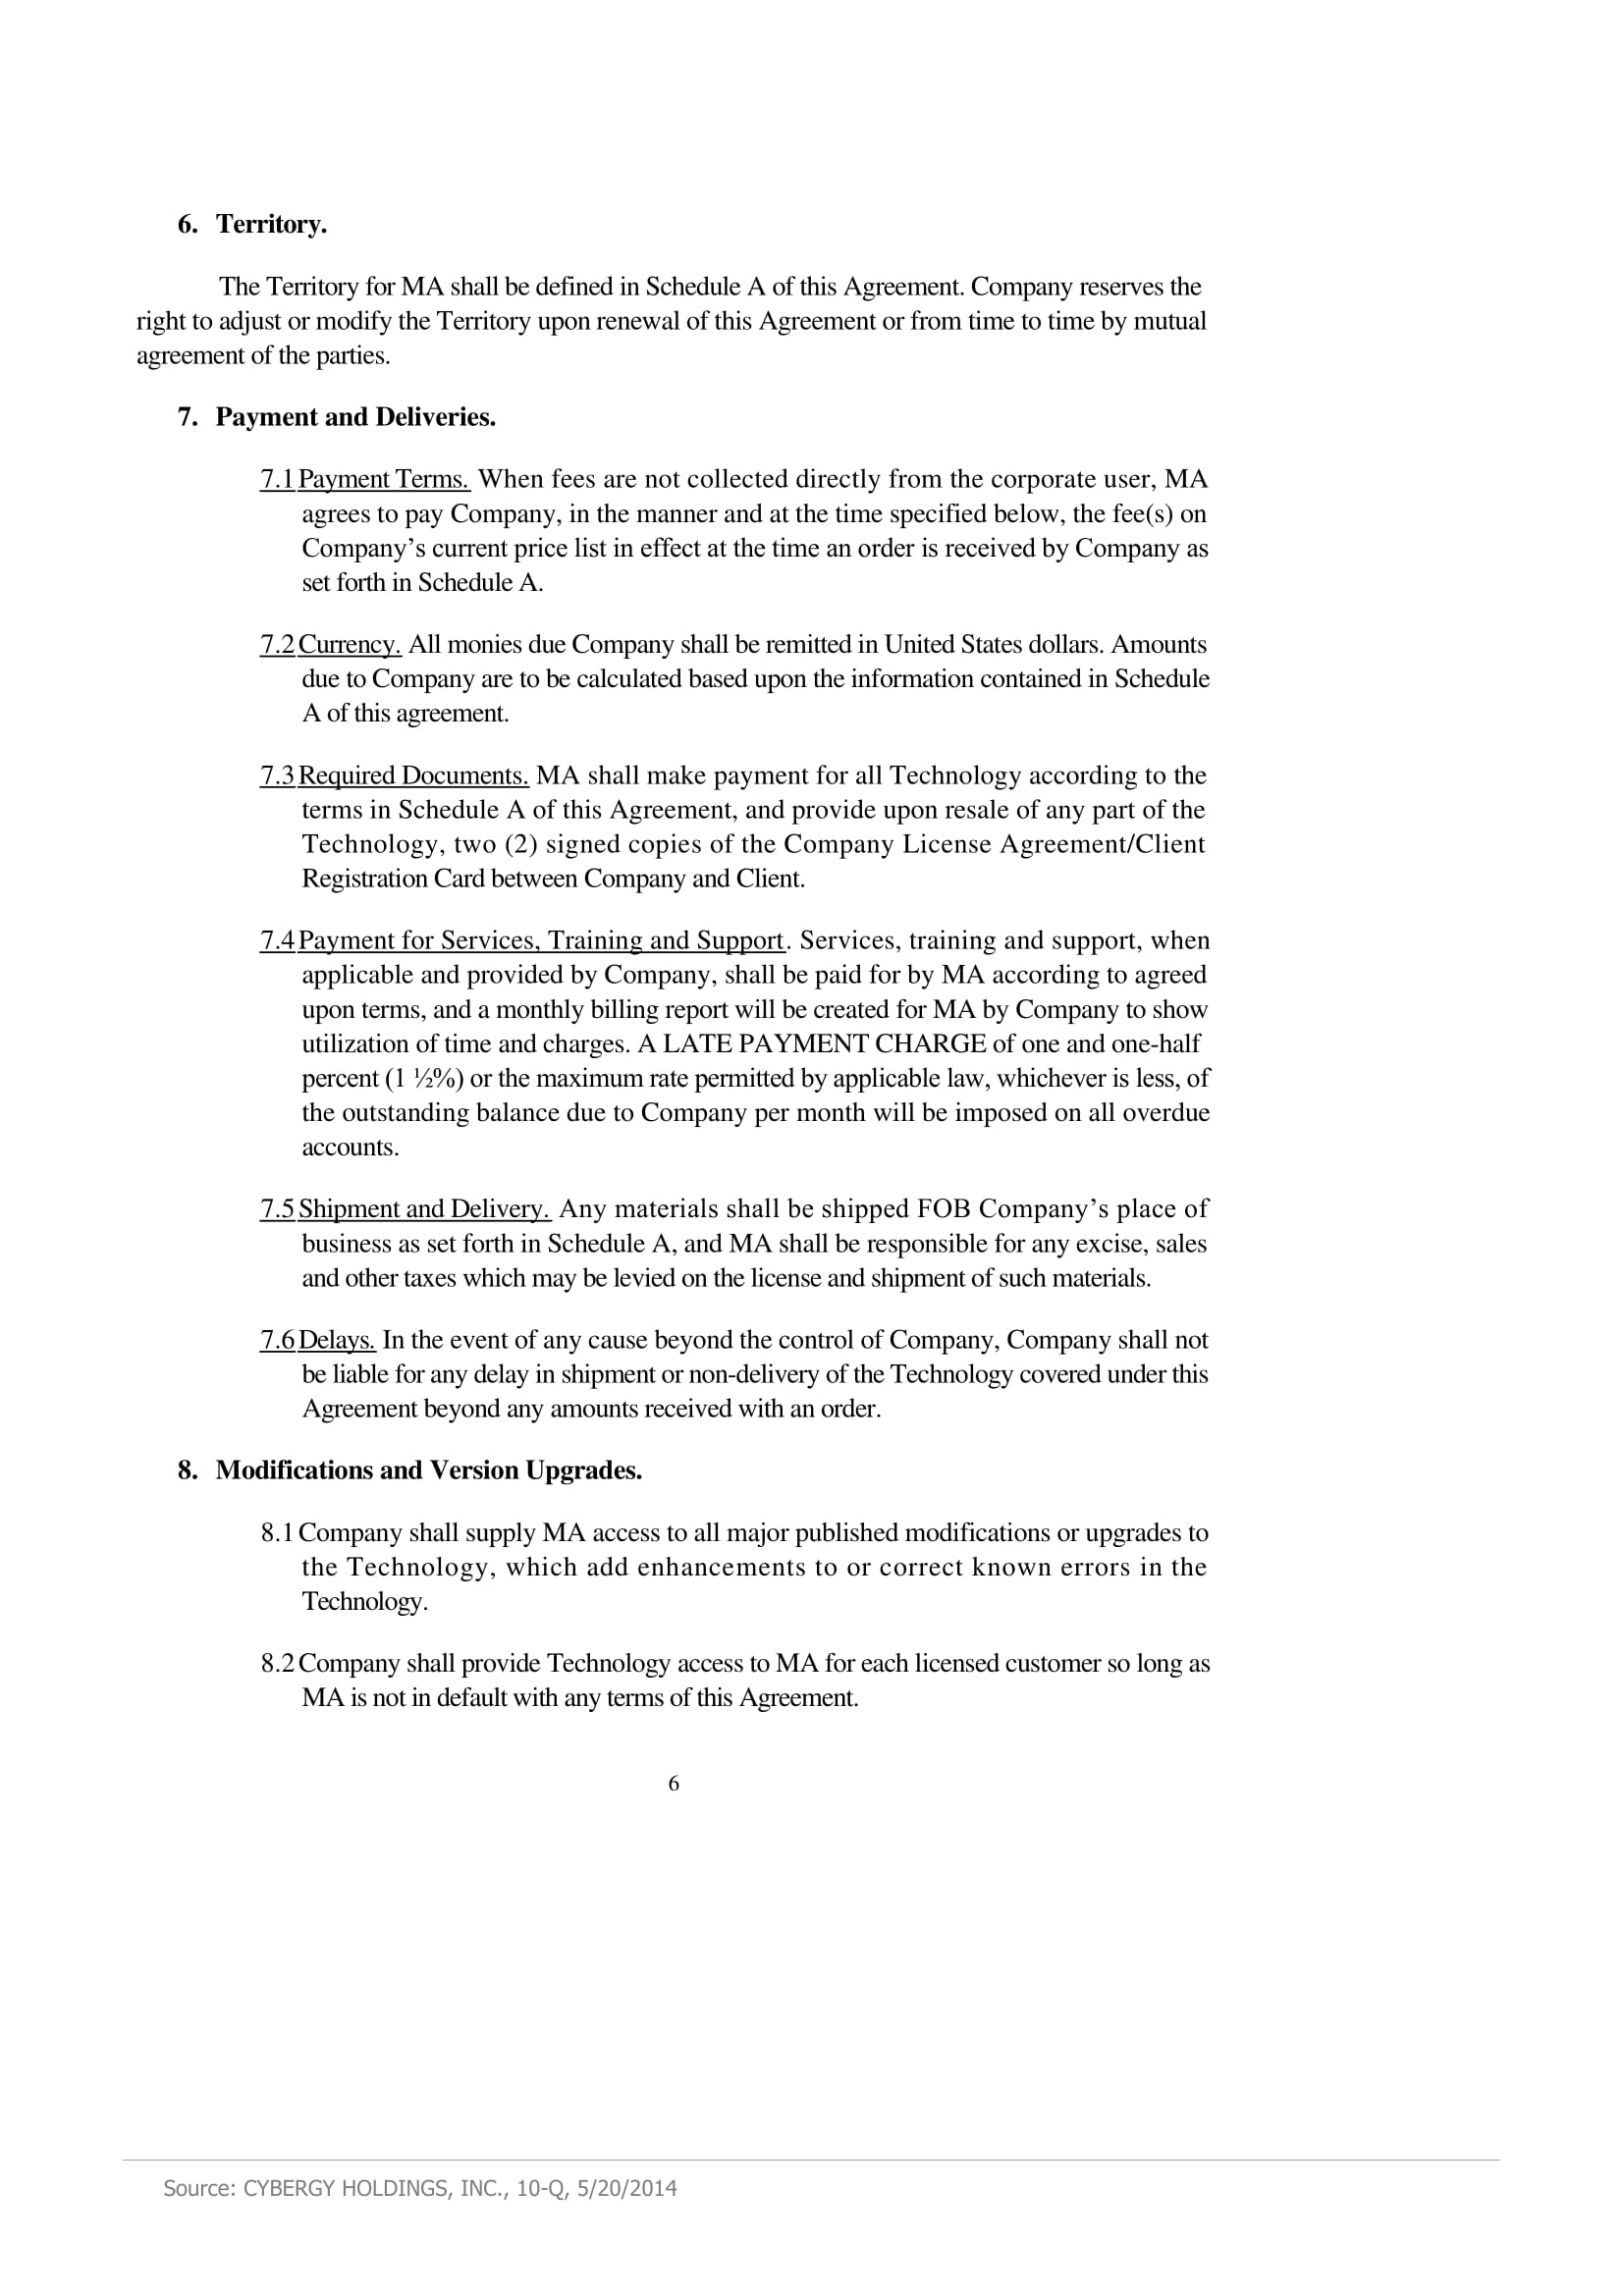 6. Territory.
The Territory for MA shall be defined in Schedule A of this Agreement. Company reserves the
right to adjust or modify the Territory upon renewal of this Agreement or from time to time by mutual
agreement of the parties.
7. Payment and Deliveries.
7.1 Payment Terms. When fees are not collected directly from the corporate user, MA
agrees to pay Company, in the manner and at the time specified below, the fee(s) on
Company’s current price list in effect at the time an order is received by Company as
set forth in Schedule A.
7.2 Currency. All monies due Company shall be remitted in United States dollars. Amounts
due to Company are to be calculated based upon the information contained in Schedule
A of this agreement.
7.3 Required Documents. MA shall make payment for all Technology according to the
terms in Schedule A of this Agreement, and provide upon resale of any part of the
Technology, two (2) signed copies of the Company License Agreement/Client
Registration Card between Company and Client.
7.4 Payment for Services, Training and Support. Services, training and support, when
applicable and provided by Company, shall be paid for by MA according to agreed
upon terms, and a monthly billing report will be created for MA by Company to show
utilization of time and charges. A LATE PAYMENT CHARGE of one and one-half
percent (1 ½%) or the maximum rate permitted by applicable law, whichever is less, of
the outstanding balance due to Company per month will be imposed on all overdue
accounts.
7.5 Shipment and Delivery. Any materials shall be shipped FOB Company’s place of
business as set forth in Schedule A, and MA shall be responsible for any excise, sales
and other taxes which may be levied on the license and shipment of such materials.
7.6 Delays. In the event of any cause beyond the control of Company, Company shall not
be liable for any delay in shipment or non-delivery of the Technology covered under this
Agreement beyond any amounts received with an order.
8. Modifications and Version Upgrades.
8.1 Company shall supply MA access to all major published modifications or upgrades to
the Technology, which add enhancements to or correct known errors in the
Technology.
8.2 Company shall provide Technology access to MA for each licensed customer so long as
MA is not in default with any terms of this Agreement.
6
Source: CYBERGY HOLDINGS, INC., 10-Q, 5/20/2014